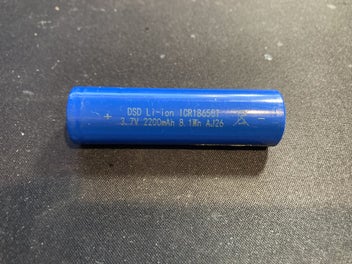 DSD Li-ion ICR18650T
+ 3.7V 2200mAh 8.1Wh AJ26 -